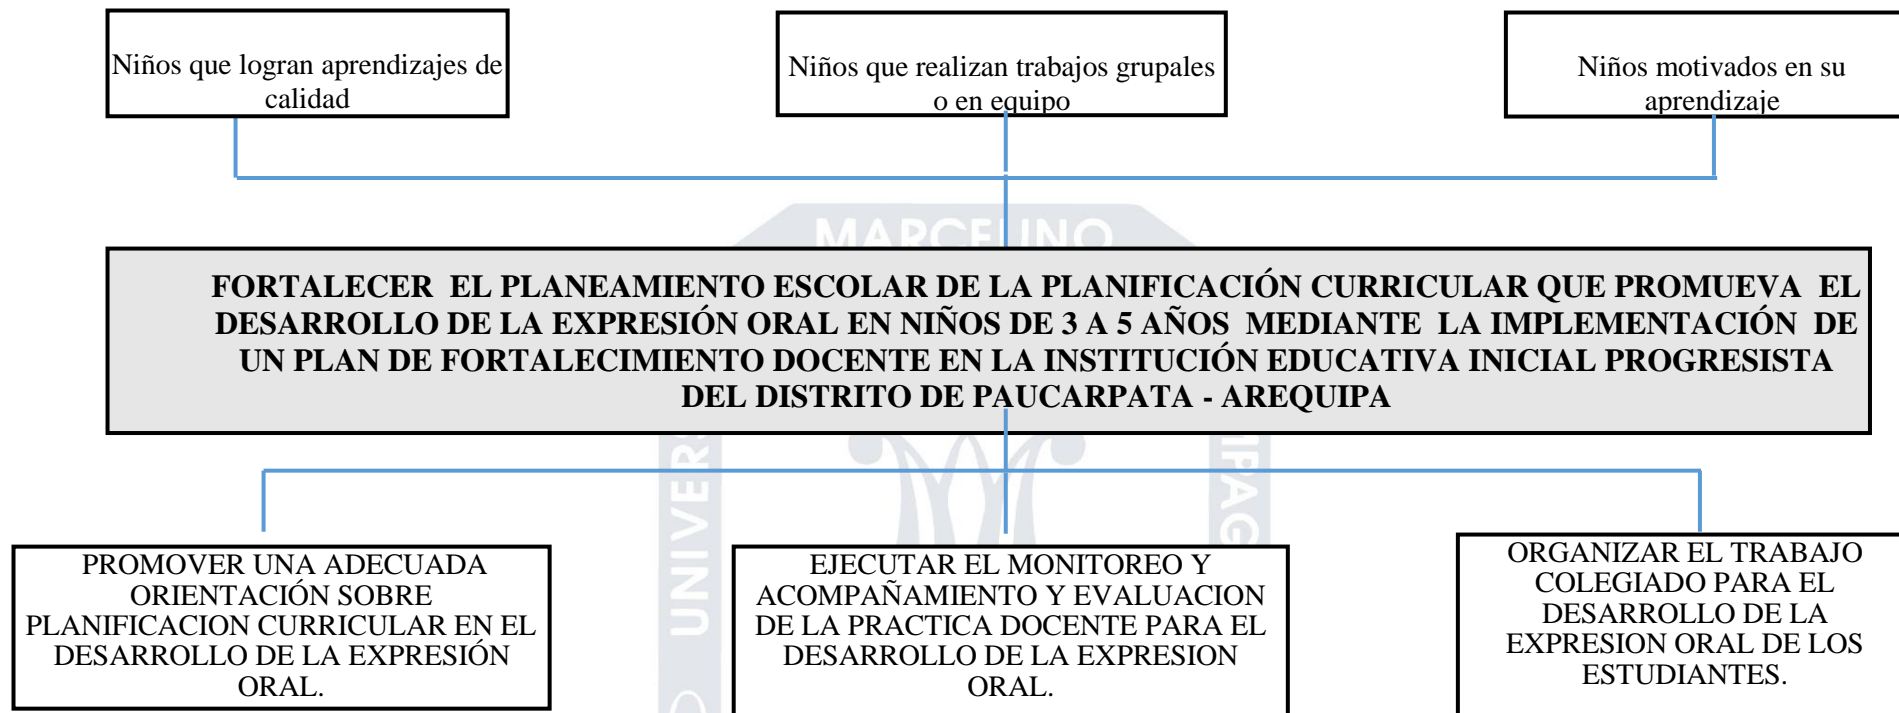 Niños que logran aprendizajes de
calidad
Niños que realizan trabajos grupales
o en equipo
Niños motivados en su
aprendizaje
MARCELINO
FORTALECER EL PLANEAMIENTO ESCOLAR DE LA PLANIFICACIÓN CURRICULAR QUE PROMUEVA EL
DESARROLLO DE LA EXPRESIÓN ORAL EN NIÑOS DE 3 A 5 AÑOS MEDIANTE LA IMPLEMENTACIÓN DE
UN PLAN DE FORTALECIMIENTO DOCENTE EN LA INSTITUCIÓN EDUCATIVA INICIAL PROGRESISTA
DEL DISTRITO DE PAUCARPATA - AREQUIPA
PROMOVER UNA ADECUADA
ORIENTACIÓN SOBRE
PLANIFICACION CURRICULAR EN EL
DESARROLLO DE LA EXPRESIÓN
ORAL.
EJECUTAR EL MONITOREO Y
ACOMPAÑAMIENTO Y EVALUACION
DE LA PRACTICA DOCENTE PARA EL
DESARROLLO DE LA EXPRESION
ORAL.
ORGANIZAR EL TRABAJO
COLEGIADO PARA EL
DESARROLLO DE LA
EXPRESION ORAL DE LOS
ESTUDIANTES.